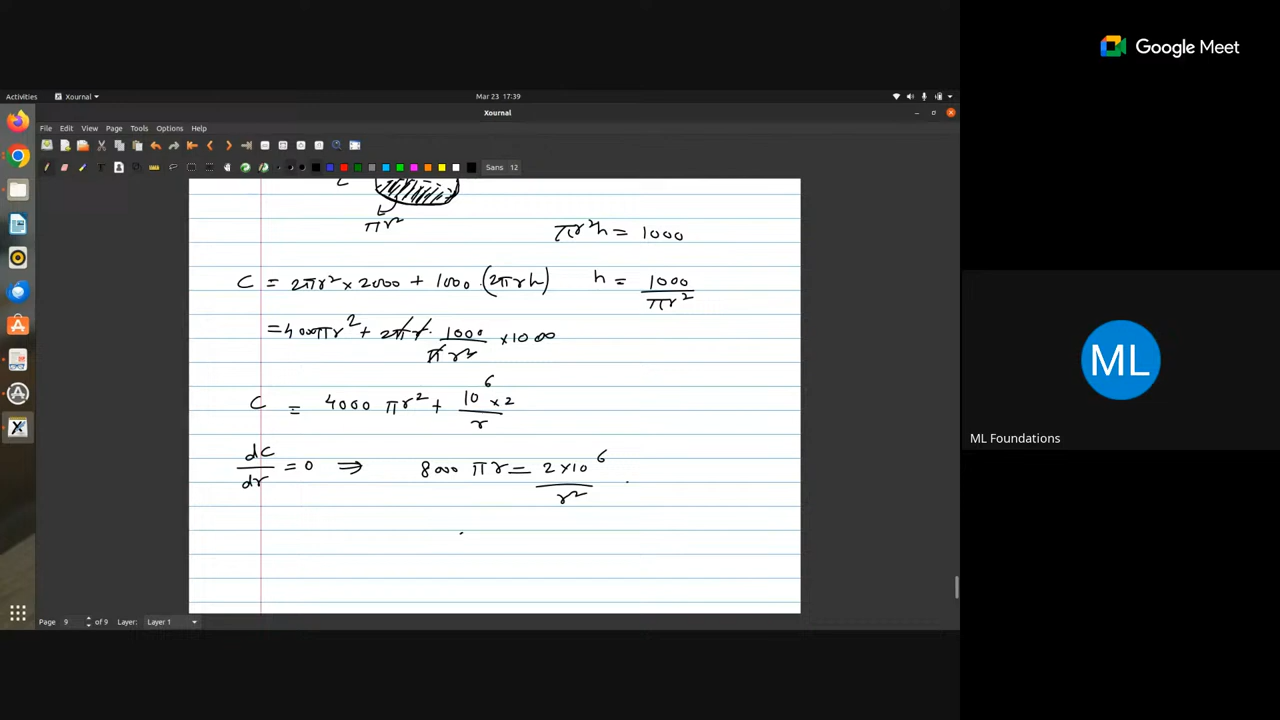 Google Meet
Activities Xournal Mar 23 17:39
Xournal
File Edit View Page Tools Options Help
Sans 12
πr²
πr²h = 1000
C = 2πr² × 2000 + 1000 · (2πrh) h = 1000 / πr²
= 4000πr² + 2πr · 1000 / πr² × 1000
C = 4000 πr² + 10⁶ × 2 / r
dC / dr = 0 ⇒ 8000 πr = 2 × 10⁶ / r²
Page 9 of 9 Layer: Layer 1
ML
ML Foundations